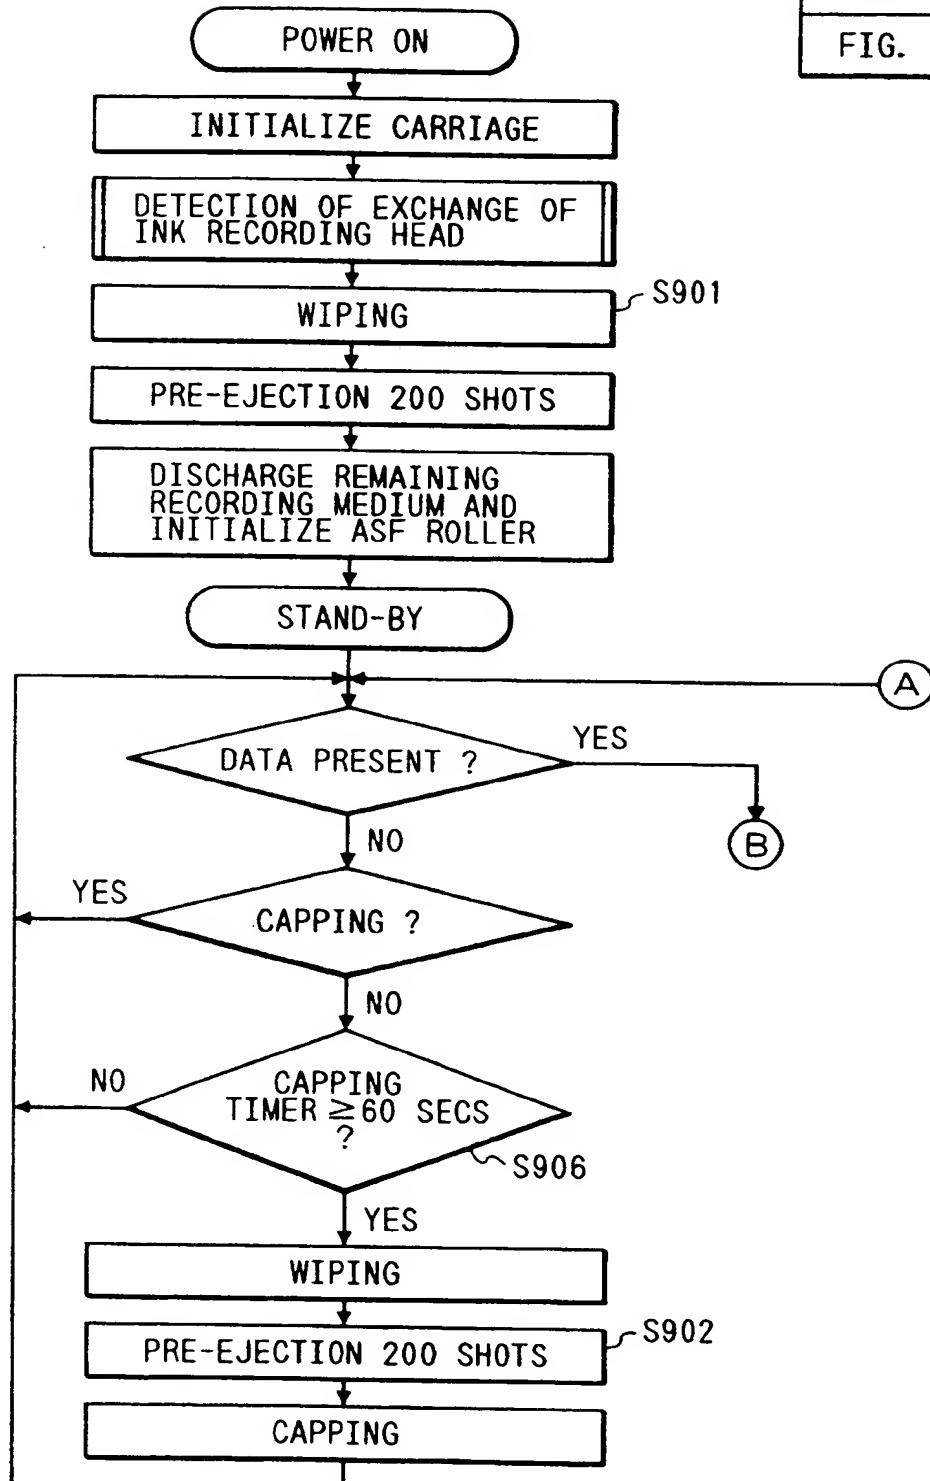 FIG.
POWER ON
INITIALIZE CARRIAGE
DETECTION OF EXCHANGE OF
INK RECORDING HEAD
S901
WIPING
PRE-EJECTION 200 SHOTS
DISCHARGE REMAINING
RECORDING MEDIUM AND
INITIALIZE ASF ROLLER
STAND-BY
A
DATA PRESENT ?
YES
B
NO
YES
CAPPING ?
NO
NO
CAPPING
TIMER ≧60 SECS
?
S906
YES
WIPING
S902
PRE-EJECTION 200 SHOTS
CAPPING